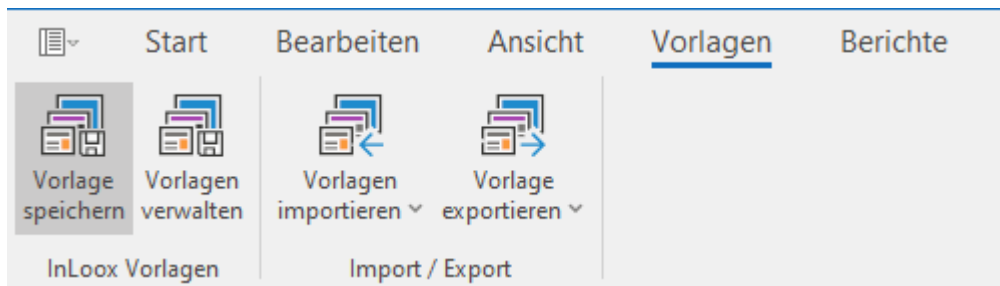 Start Bearbeiten Ansicht Vorlagen Berichte
Vorlage Vorlagen Vorlagen Vorlage
speichern verwalten importieren exportieren
InLoox Vorlagen Import / Export